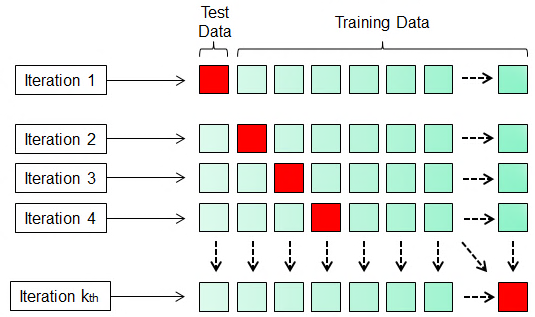 Test
Data
Training Data
Iteration 1
Iteration 2
Iteration 3
Iteration 4
Iteration kth